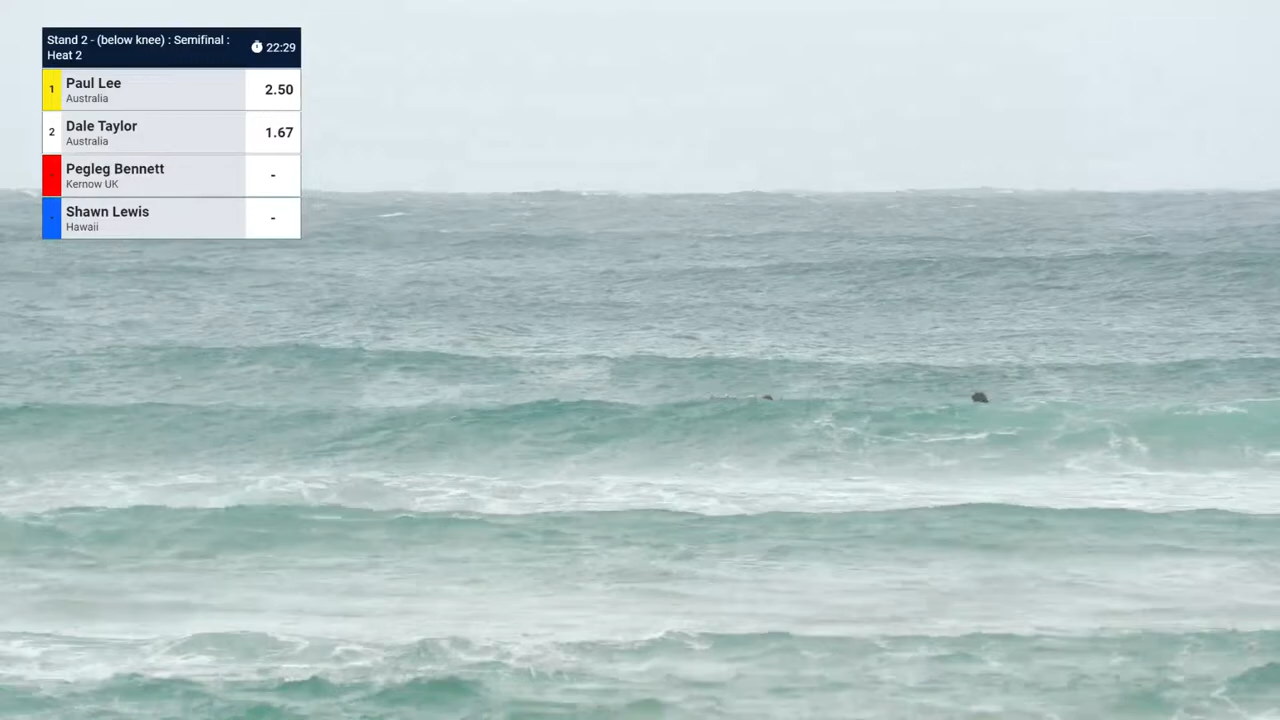 Stand 2 - (below knee) : Semifinal :
Heat 2
22:29
1
Paul Lee
Australia
2.50
2
Dale Taylor
Australia
1.67
-
Pegleg Bennett
Kernow UK
-
-
Shawn Lewis
Hawaii
-